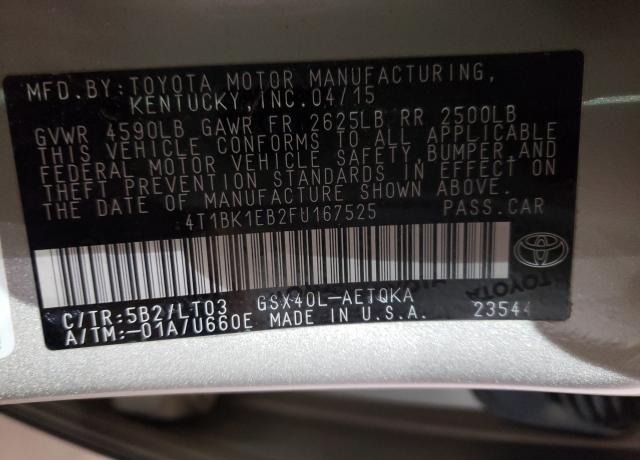 MFD.BY:TOYOTA MOTOR MANUFACTURING,
KENTUCKY,INC.04/15
GVWR 4590LB GAWR FR 2625LB RR 2500LB
THIS VEHICLE CONFORMS TO ALL APPLICABLE
FEDERAL MOTOR VEHICLE SAFETY,BUMPER,AND
THEFT PREVENTION STANDARDS IN EFFECT ON
THE DATE OF MANUFACTURE SHOWN ABOVE.
4T1BK1EB2FU167525 PASS.CAR
TOYOTA
C/TR:5B2/LT03 GSX40L-AETQKA
A/TM:-01A/U660E MADE IN U.S.A. 23544